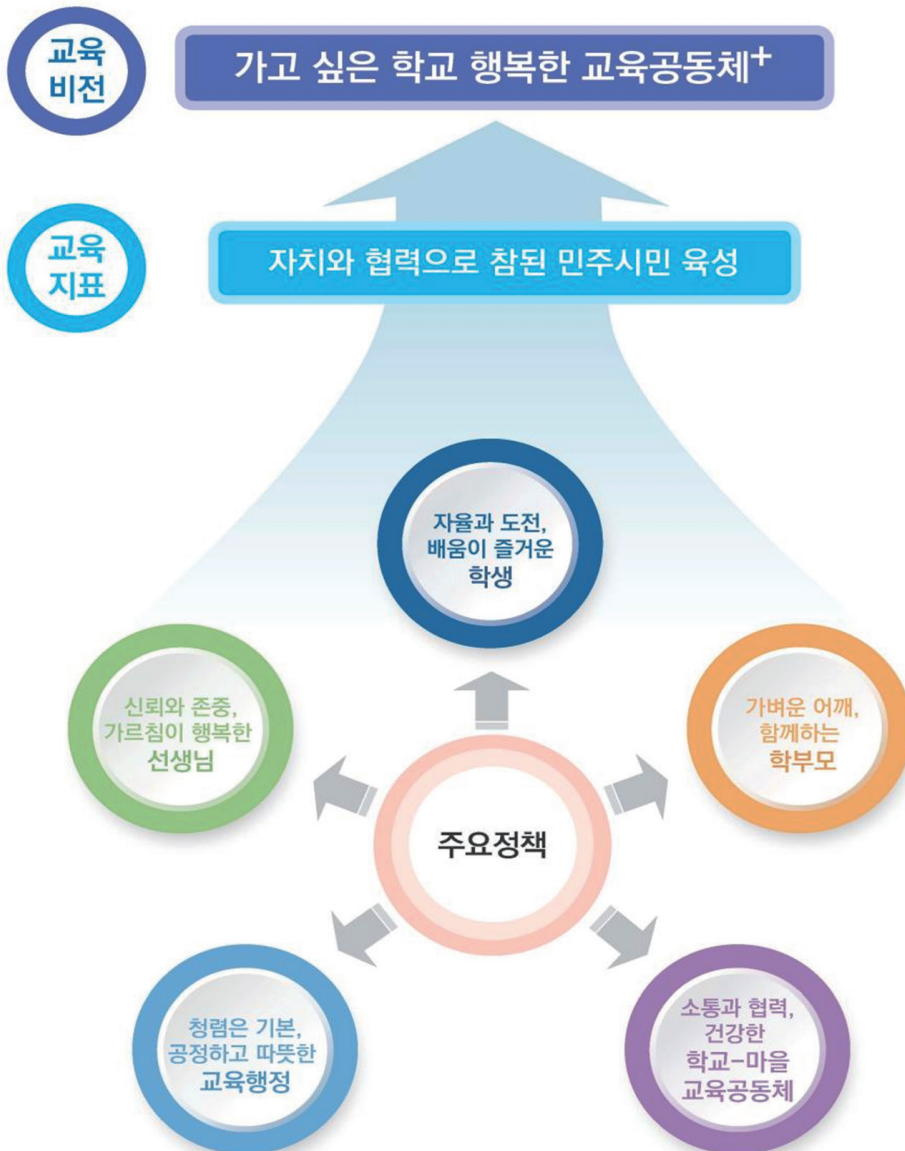 교육
비전
가고 싶은 학교 행복한 교육공동체+
교육
지표
자치와 협력으로 참된 민주시민 육성
자율과 도전,
배움이 즐거운
학생
신뢰와 존중,
가르침이 행복한
선생님
가벼운 어깨,
함께하는
학부모
주요정책
청렴은 기본,
공정하고 따뜻한
교육행정
소통과 협력,
건강한
학교-마을
교육공동체